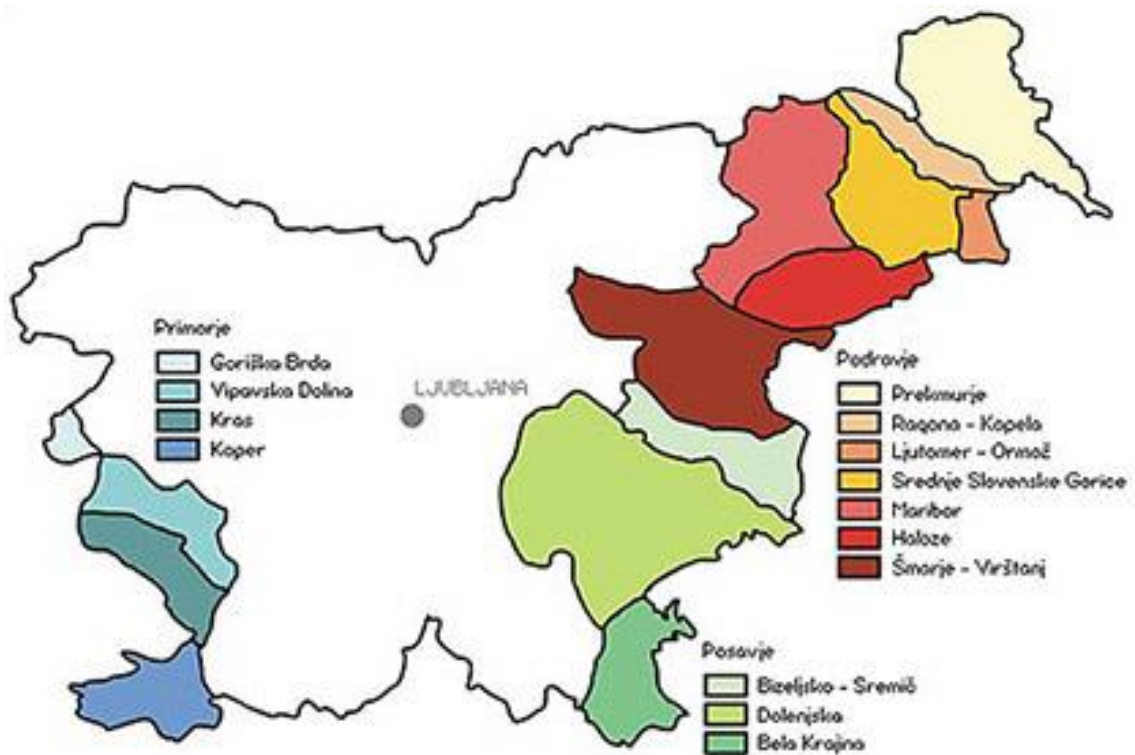 Primorje
Goriška Brda
Vipavska Dolina
Kras
Koper
LJUBLJANA
Podravje
Prekmurje
Ragona - Kapela
Ljutomer - Ormož
Srednje Slovenske Gorice
Maribor
Haloze
Šmarje - Virštanj
Posavje
Bizeljsko - Sremič
Dolenjska
Bela Krajina